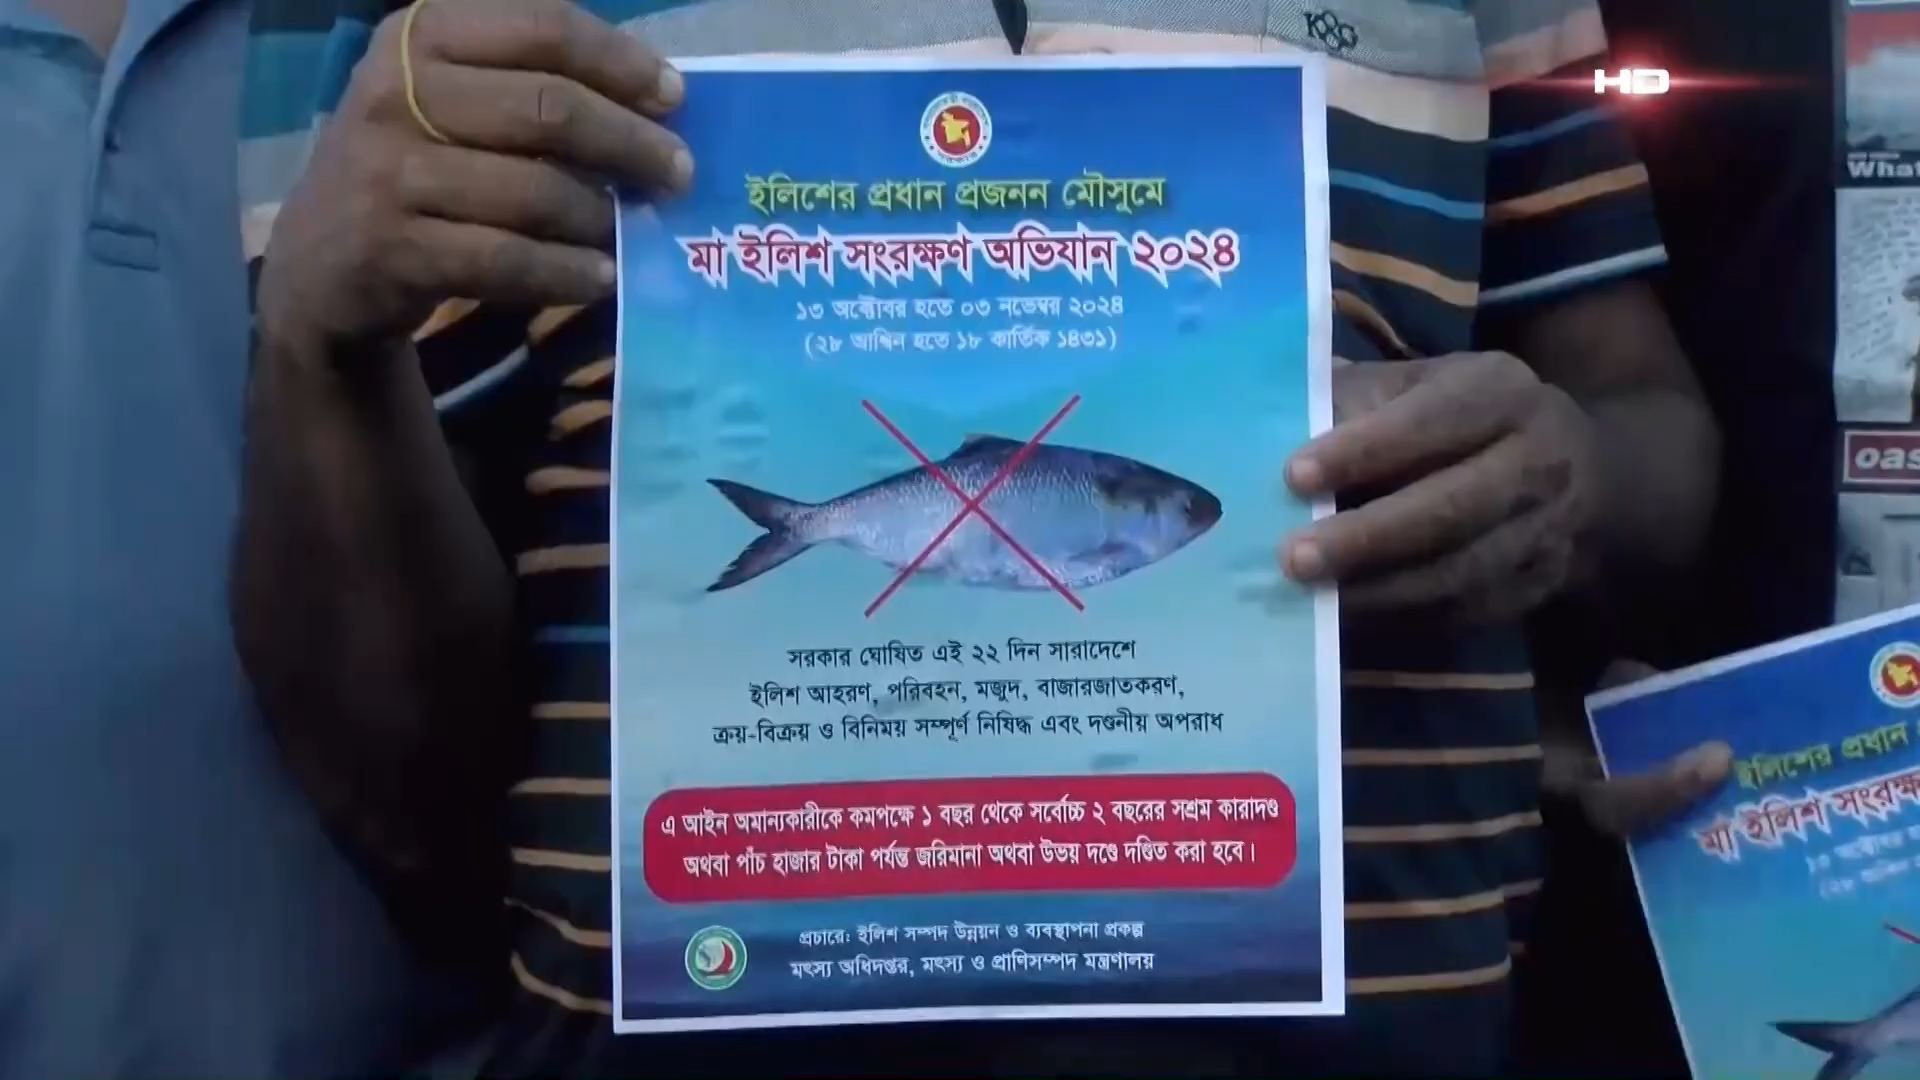 HD
K&G
ইলিশের প্রধান প্রজনন মৌসুমে
মা ইলিশ সংরক্ষণ অভিযান ২০২৪
১৩ অক্টোবর হতে ০৩ নভেম্বর ২০২৪
(২৮ আশ্বিন হতে ১৮ কার্তিক ১৪৩১)
সরকার ঘোষিত এই ২২ দিন সারাদেশে
ইলিশ আহরণ, পরিবহন, মজুদ, বাজারজাতকরণ,
ক্রয়-বিক্রয় ও বিনিময় সম্পূর্ণ নিষিদ্ধ এবং দণ্ডনীয় অপরাধ
এ আইন অমান্যকারীকে কমপক্ষে ১ বছর থেকে সর্বোচ্চ ২ বছরের সশ্রম কারাদণ্ড
অথবা পাঁচ হাজার টাকা পর্যন্ত জরিমানা অথবা উভয় দণ্ডে দণ্ডিত করা হবে।
প্রচারে: ইলিশ সম্পদ উন্নয়ন ও ব্যবস্থাপনা প্রকল্প
মৎস্য অধিদপ্তর, মৎস্য ও প্রাণিসম্পদ মন্ত্রণালয়
What
oas
ইলিশের প্রধান
মা ইলিশ সংরক্ষ